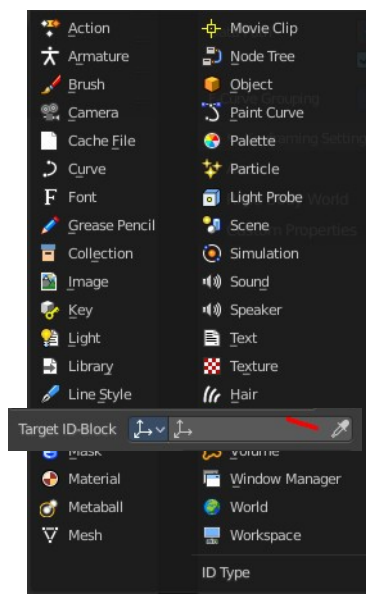 Action
Armature
Brush
Camera
Cache File
Curve
Font
Grease Pencil
Collection
Image
Key
Light
Library
Line Style
Movie Clip
Node Tree
Object
Paint Curve
Palette
Particle
Light Probe
Scene
Simulation
Sound
Speaker
Text
Texture
Hair
Target ID-Block
Mask
Material
Metaball
Mesh
Volume
Window Manager
World
Workspace
ID Type